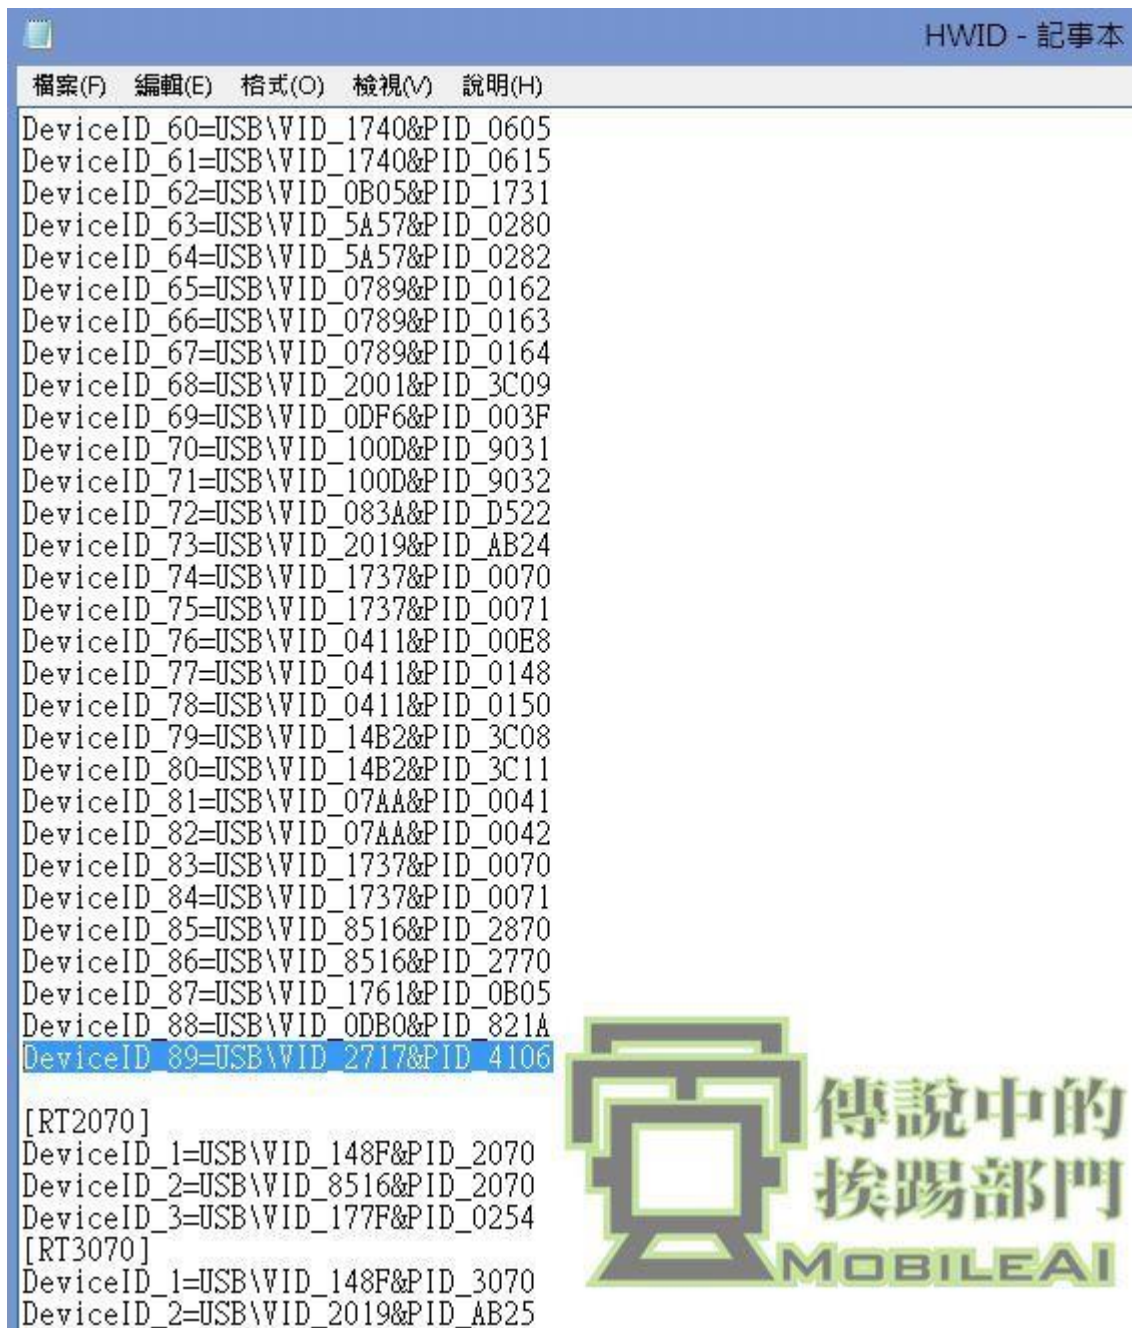 HWID - 記事本
檔案(F) 編輯(E) 格式(O) 檢視(V) 說明(H)
DeviceID_60=USB\VID_1740&PID_0605
DeviceID_61=USB\VID_1740&PID_0615
DeviceID_62=USB\VID_0B05&PID_1731
DeviceID_63=USB\VID_5A57&PID_0280
DeviceID_64=USB\VID_5A57&PID_0282
DeviceID_65=USB\VID_0789&PID_0162
DeviceID_66=USB\VID_0789&PID_0163
DeviceID_67=USB\VID_0789&PID_0164
DeviceID_68=USB\VID_2001&PID_3C09
DeviceID_69=USB\VID_0DF6&PID_003F
DeviceID_70=USB\VID_100D&PID_9031
DeviceID_71=USB\VID_100D&PID_9032
DeviceID_72=USB\VID_083A&PID_D522
DeviceID_73=USB\VID_2019&PID_AB24
DeviceID_74=USB\VID_1737&PID_0070
DeviceID_75=USB\VID_1737&PID_0071
DeviceID_76=USB\VID_0411&PID_00E8
DeviceID_77=USB\VID_0411&PID_0148
DeviceID_78=USB\VID_0411&PID_0150
DeviceID_79=USB\VID_14B2&PID_3C08
DeviceID_80=USB\VID_14B2&PID_3C11
DeviceID_81=USB\VID_07AA&PID_0041
DeviceID_82=USB\VID_07AA&PID_0042
DeviceID_83=USB\VID_1737&PID_0070
DeviceID_84=USB\VID_1737&PID_0071
DeviceID_85=USB\VID_8516&PID_2870
DeviceID_86=USB\VID_8516&PID_2770
DeviceID_87=USB\VID_1761&PID_0B05
DeviceID_88=USB\VID_0DB0&PID_821A
DeviceID_89=USB\VID_2717&PID_4106
[RT2070]
DeviceID_1=USB\VID_148F&PID_2070
DeviceID_2=USB\VID_8516&PID_2070
DeviceID_3=USB\VID_177F&PID_0254
[RT3070]
DeviceID_1=USB\VID_148F&PID_3070
DeviceID_2=USB\VID_2019&PID_AB25
傳說中的
挨踢部門
MOBILEAI